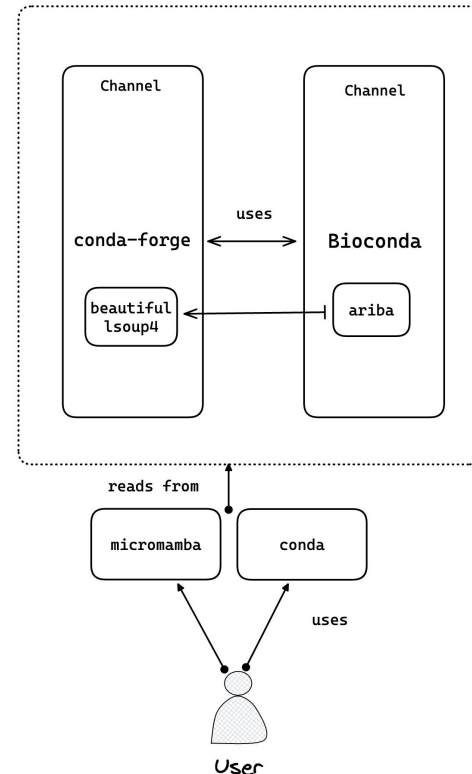 Channel
Channel
uses
conda-forge
Bioconda
beautiful
lsoup4
ariba
reads from
micromamba
conda
uses
User